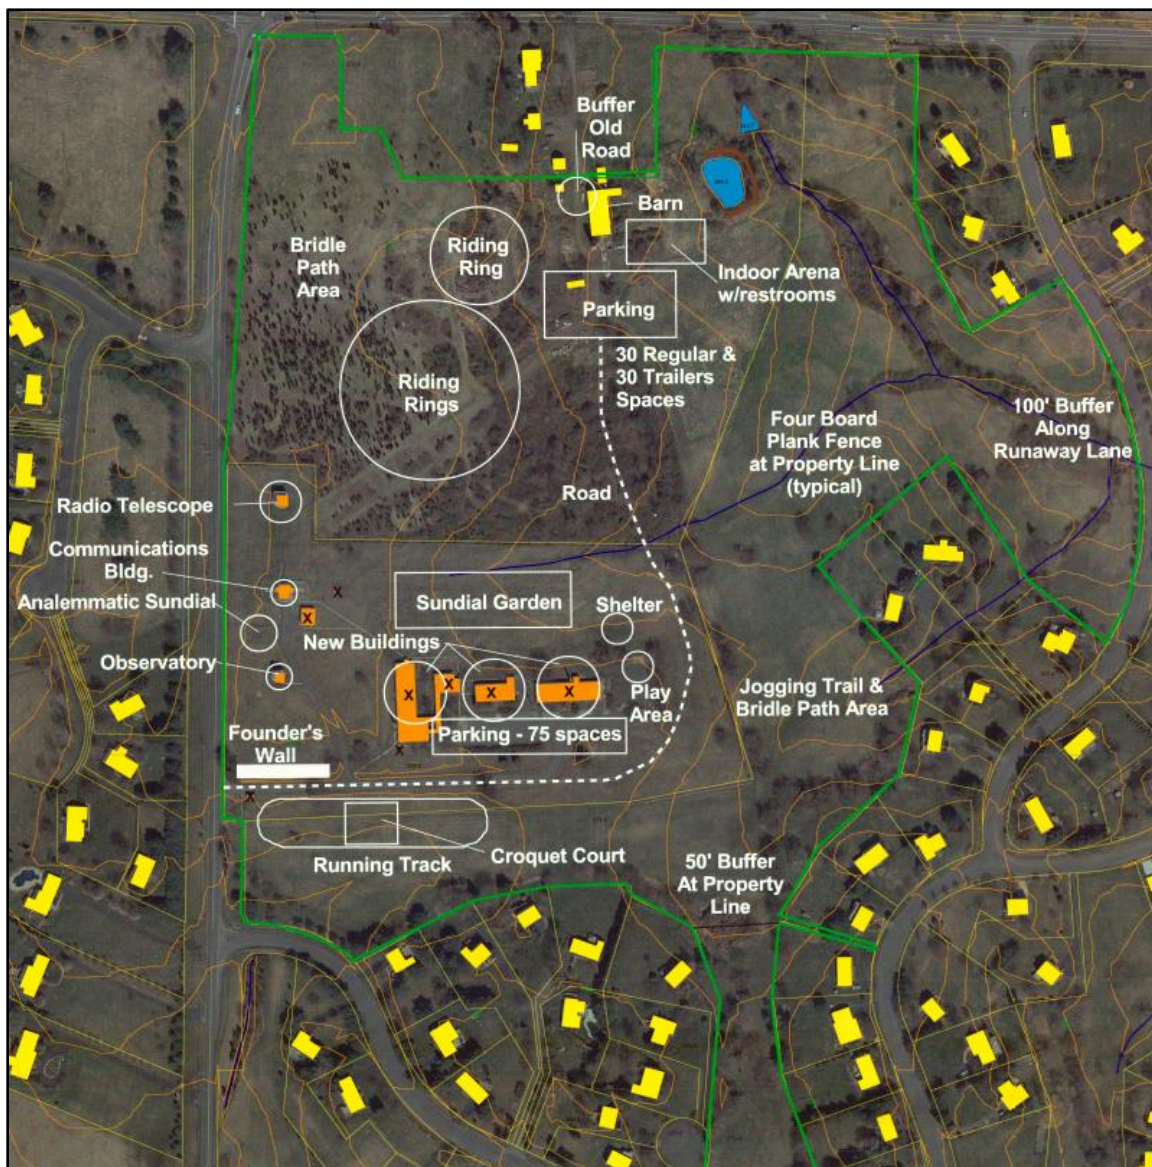 Buffer
Old
Road
Barn
Bridle
Path
Area
Riding
Ring
Indoor Arena
w/restrooms
Parking
30 Regular &
30 Trailers
Spaces
Riding
Rings
Four Board
Plank Fence
at Property Line
(typical)
100' Buffer
Along
Runaway Lane
Radio Telescope
Road
Communications
Bldg.
Analemmatic Sundial
Sundial Garden
Shelter
X
X
New Buildings
Observatory
X
X
X
X
Play
Area
Jogging Trail &
Bridle Path Area
Founder's
Wall
Parking - 75 spaces
X
X
Running Track
Croquet Court
50' Buffer
At Property
Line